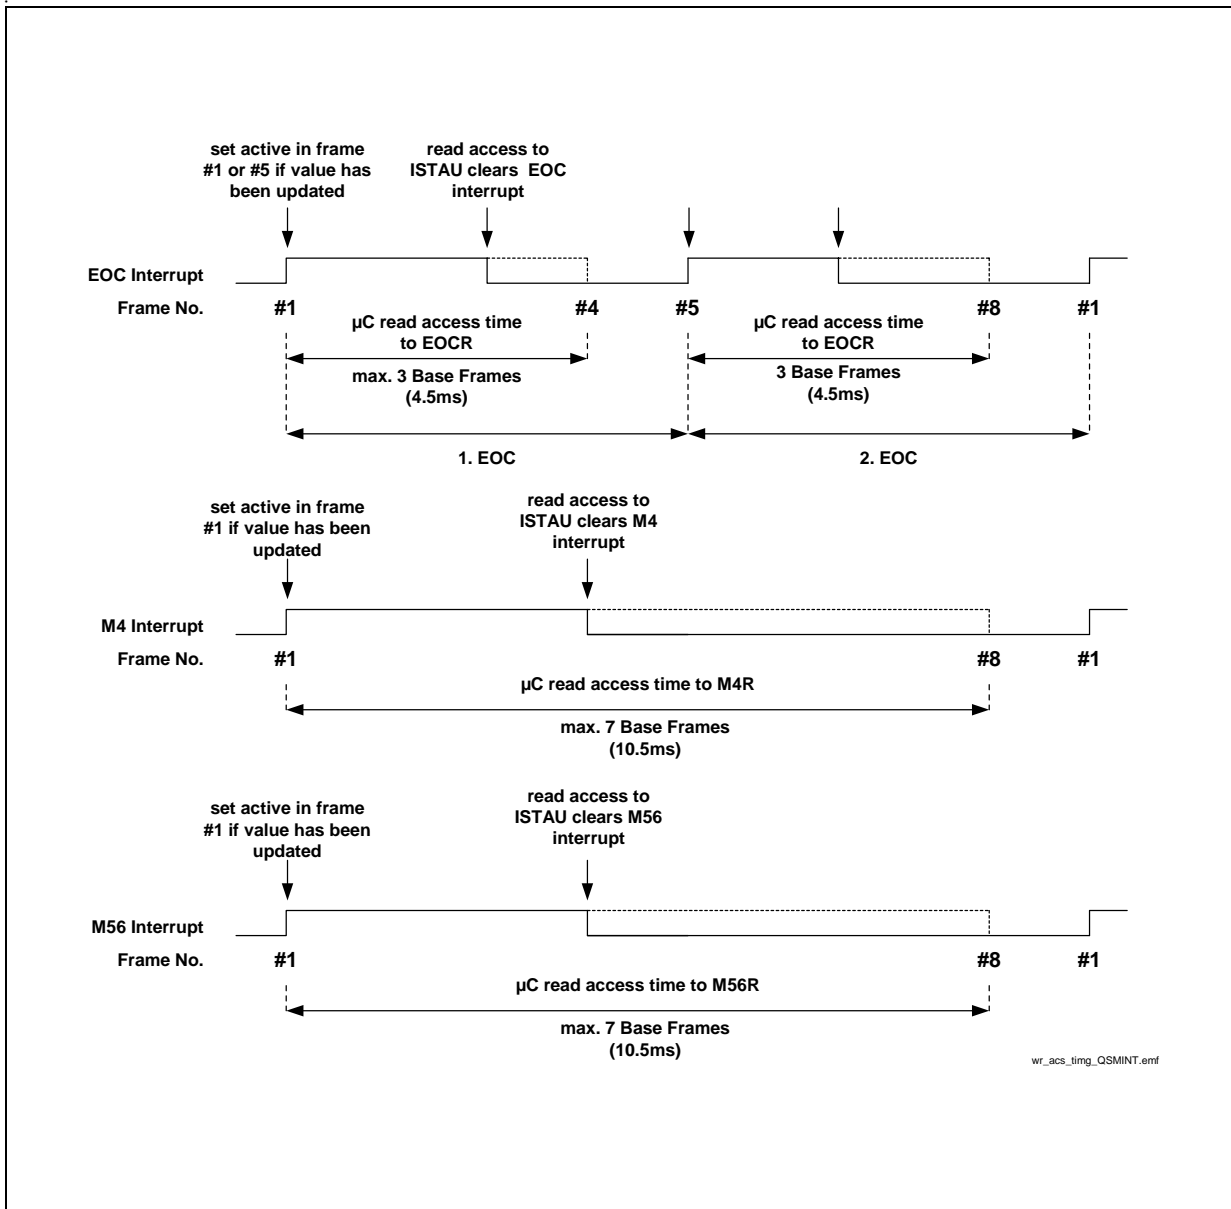 set active in frame
#1 or #5 if value has
been updated
read access to
ISTAU clears EOC
interrupt
EOC Interrupt
Frame No.
#1
#4
#5
#8
#1
µC read access time
to EOCR
max. 3 Base Frames
(4.5ms)
µC read access time
to EOCR
3 Base Frames
(4.5ms)
1. EOC
2. EOC
set active in frame
#1 if value has been
updated
read access to
ISTAU clears M4
interrupt
M4 Interrupt
Frame No.
#1
#8
#1
µC read access time to M4R
max. 7 Base Frames
(10.5ms)
set active in frame
#1 if value has been
updated
read access to
ISTAU clears M56
interrupt
M56 Interrupt
Frame No.
#1
#8
#1
µC read access time to M56R
max. 7 Base Frames
(10.5ms)
wr_acs_timg_QSMINT.emf